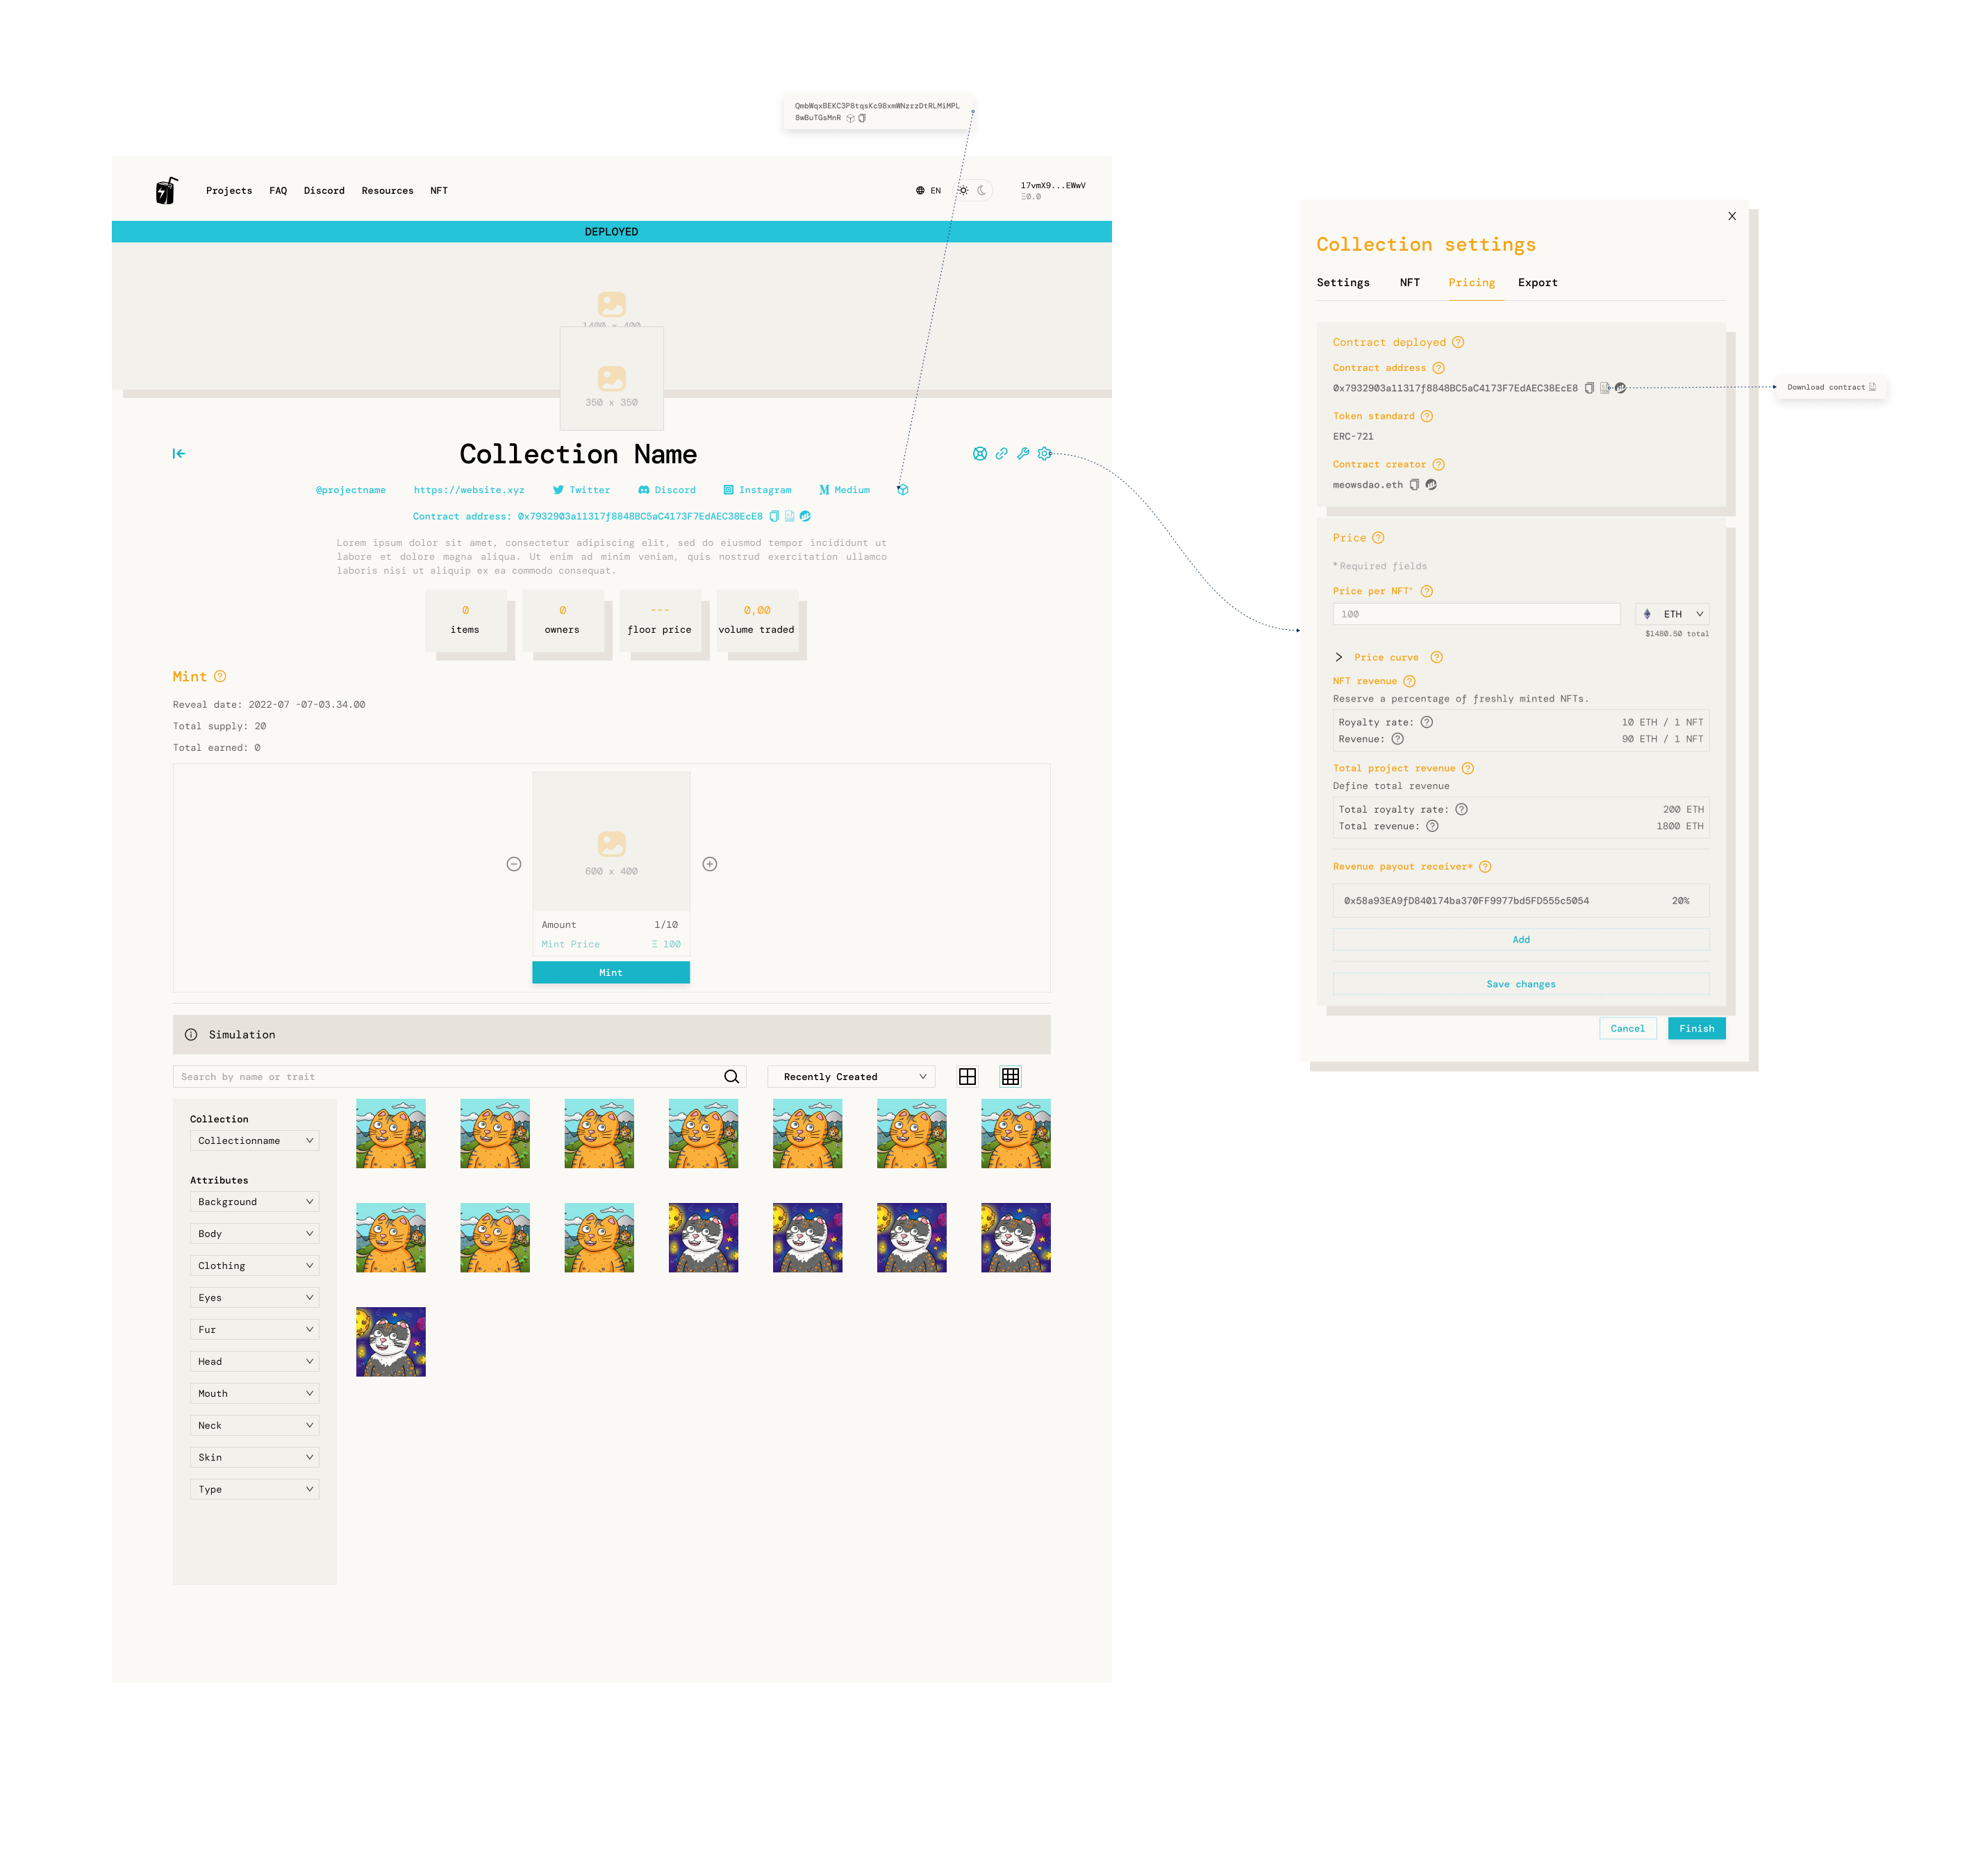 QmbWqxBEKC3P8tqsKc98xmWNzrzDtRLMiMPL
8wBuTGsMnR
Projects FAQ Discord Resources NFT
EN
17vmX9...EWwV
Ξ0.0
DEPLOYED
1400 x 400
350 x 350
Collection Name
@projectname https://website.xyz Twitter Discord Instagram Medium
Contract address: 0x7932903a11317f8848BC5aC4173F7EdAEC38EcE8
Lorem ipsum dolor sit amet, consectetur adipiscing elit, sed do eiusmod tempor incididunt ut
labore et dolore magna aliqua. Ut enim ad minim veniam, quis nostrud exercitation ullamco
laboris nisi ut aliquip ex ea commodo consequat.
0 0 --- 0,00
items owners floor price volume traded
Mint
Reveal date: 2022-07 -07-03.34.00
Total supply: 20
Total earned: 0
600 x 400
Amount 1/10
Mint Price Ξ 100
Mint
Simulation
Search by name or trait
Recently Created
Collection
Collectionname
Attributes
Background
Body
Clothing
Eyes
Fur
Head
Mouth
Neck
Skin
Type
X
Collection settings
Settings NFT Pricing Export
Contract deployed
Contract address
0x7932903a11317f8848BC5aC4173F7EdAEC38EcE8
Token standard
ERC-721
Contract creator
meowsdao.eth
Download contract
Price
*Required fields
Price per NFT*
100
ETH
$1480.50 total
Price curve
NFT revenue
Reserve a percentage of freshly minted NFTs.
Royalty rate: 10 ETH / 1 NFT
Revenue: 90 ETH / 1 NFT
Total project revenue
Define total revenue
Total royalty rate: 200 ETH
Total revenue: 1800 ETH
Revenue payout receiver*
0x58a93EA9fD840174ba370FF9977bd5FD555c5054 20%
Add
Save changes
Cancel Finish